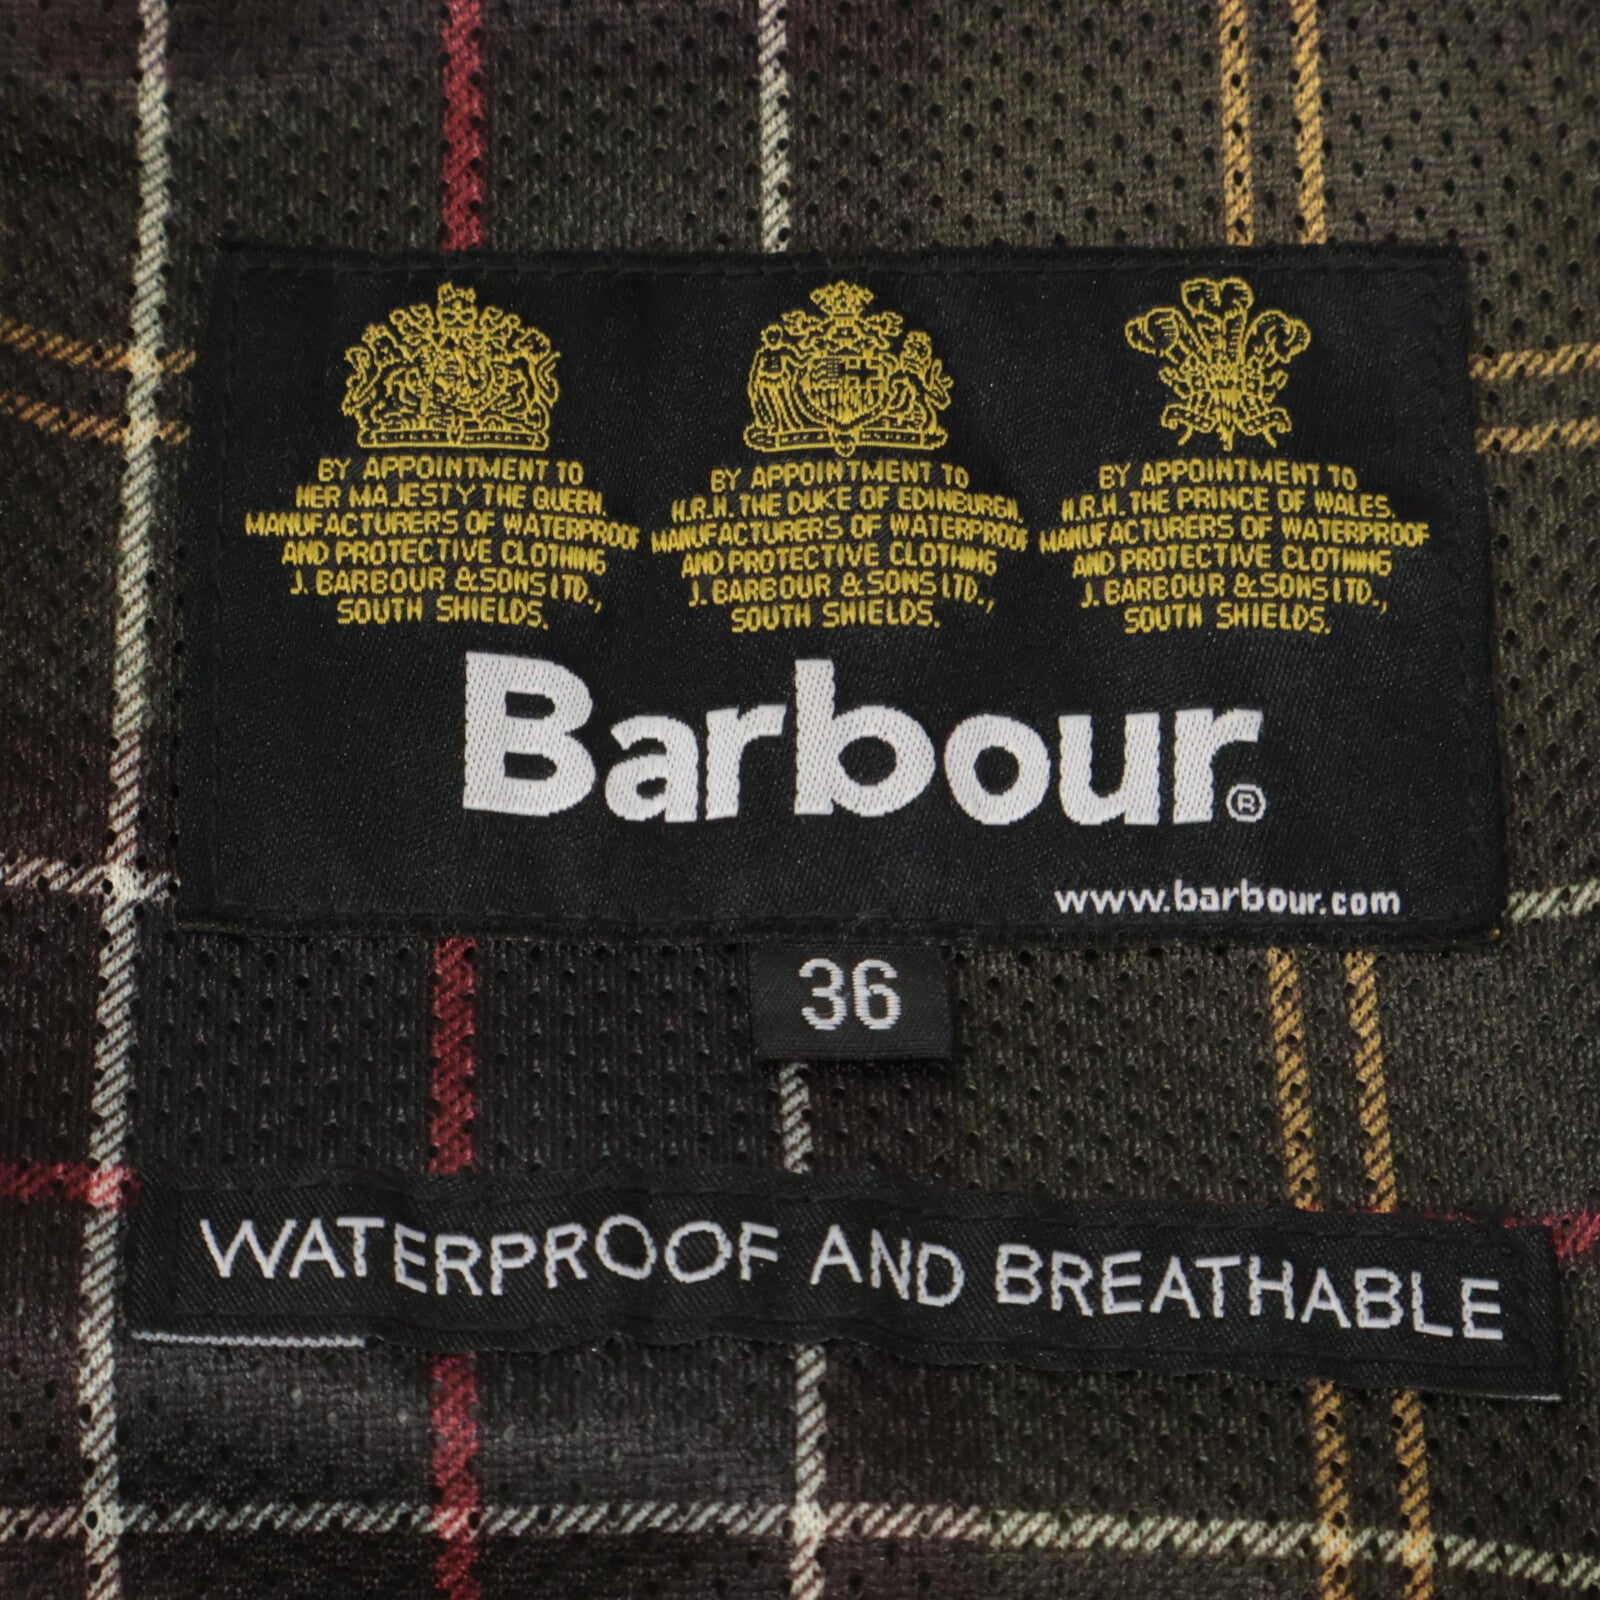 BY APPOINTMENT TO
HER MAJESTY THE QUEEN,
MANUFACTURERS OF WATERPROOF
AND PROTECTIVE CLOTHING
J. BARBOUR & SONS LTD.,
SOUTH SHIELDS.
BY APPOINTMENT TO
H.R.H. THE DUKE OF EDINBURGH,
MANUFACTURERS OF WATERPROOF
AND PROTECTIVE CLOTHING
J. BARBOUR & SONS LTD.,
SOUTH SHIELDS.
BY APPOINTMENT TO
H.R.H. THE PRINCE OF WALES,
MANUFACTURERS OF WATERPROOF
AND PROTECTIVE CLOTHING
J. BARBOUR & SONS LTD.,
SOUTH SHIELDS.
Barbour®
www.barbour.com
36
WATERPROOF AND BREATHABLE